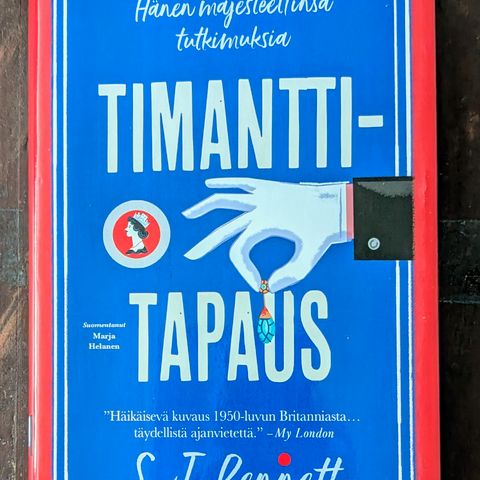 Hänen majesteettinsa
tutkimuksia
TIMANTTI-
TAPAUS
Suomentanut
Marja
Helanen
”Häikäisevä kuvaus 1950-luvun Britanniasta…
täydellistä ajanvietettä.” – My London
S. J. Bennett